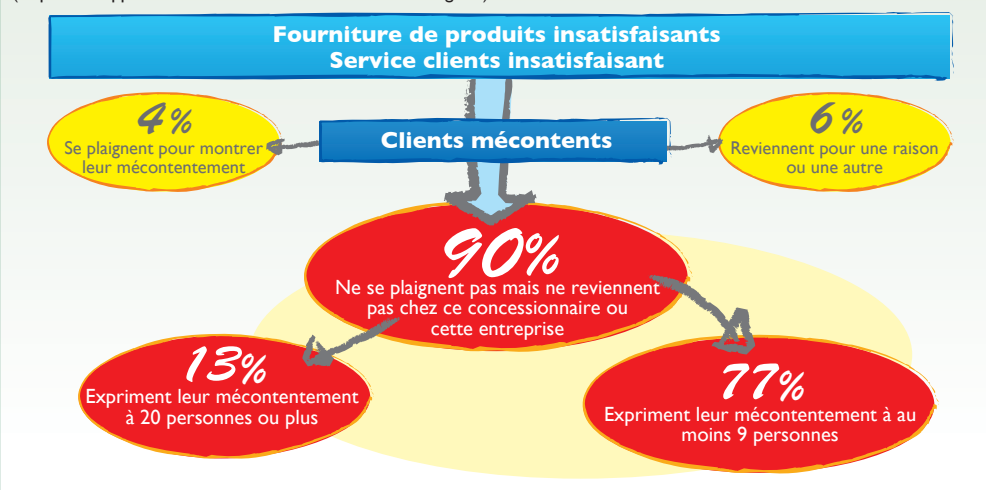 Fourniture de produits insatisfaisants
Service clients insatisfaisant
4%
Se plaignent pour montrer
leur mécontentement
Clients mécontents
6%
Reviennent pour une raison
ou une autre
90%
Ne se plaignent pas mais ne reviennent
pas chez ce concessionnaire ou
cette entreprise
13%
Expriment leur mécontentement
à 20 personnes ou plus
77%
Expriment leur mécontentement à au
moins 9 personnes